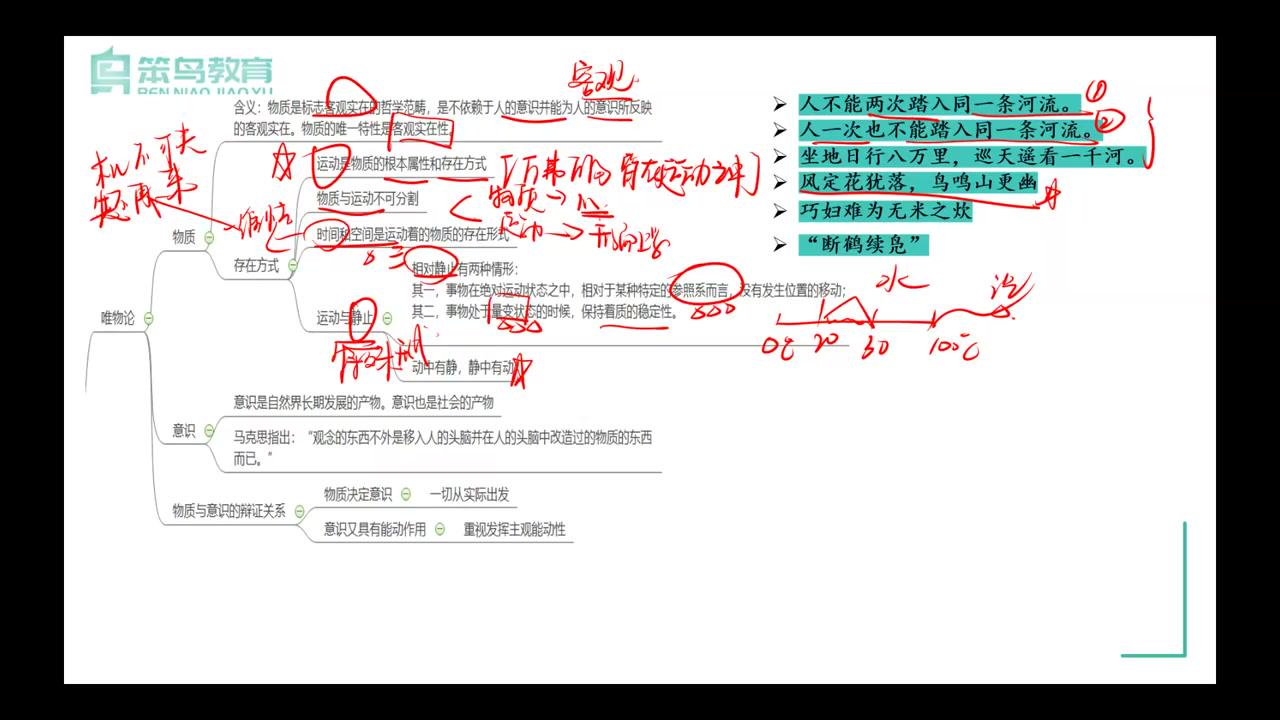 笨鸟教育
BEN NIAO JIAO YU
客观
含义：物质是标志客观实在的哲学范畴，是不依赖于人的意识并能为人的意识所反映
的客观实在。物质的唯一特性是客观实在性。
机不可失
运动是物质的根本属性和存在方式
物质与运动不可分割
物质→
运动→形而上学
物质
时间和空间是运动着的物质的存在形式
存在方式
相对静止有两种情形：
其一，事物在绝对运动状态之中，相对于某种特定的参照系而言，没有发生位置的移动；
其二，事物处于量变状态的时候，保持着质的稳定性。
运动与静止
唯物论
动中有静，静中有动
意识是自然界长期发展的产物。意识也是社会的产物
意识
马克思指出：“观念的东西不外是移入人的头脑并在人的头脑中改造过的物质的东西
而已。”
物质与意识的辩证关系
物质决定意识
一切从实际出发
意识又具有能动作用
重视发挥主观能动性
人不能两次踏入同一条河流。①
人一次也不能踏入同一条河流。②
坐地日行八万里，巡天遥看一千河。
风定花犹落，鸟鸣山更幽
巧妇难为无米之炊
“断鹤续凫”
水
0℃ 20 30 100℃